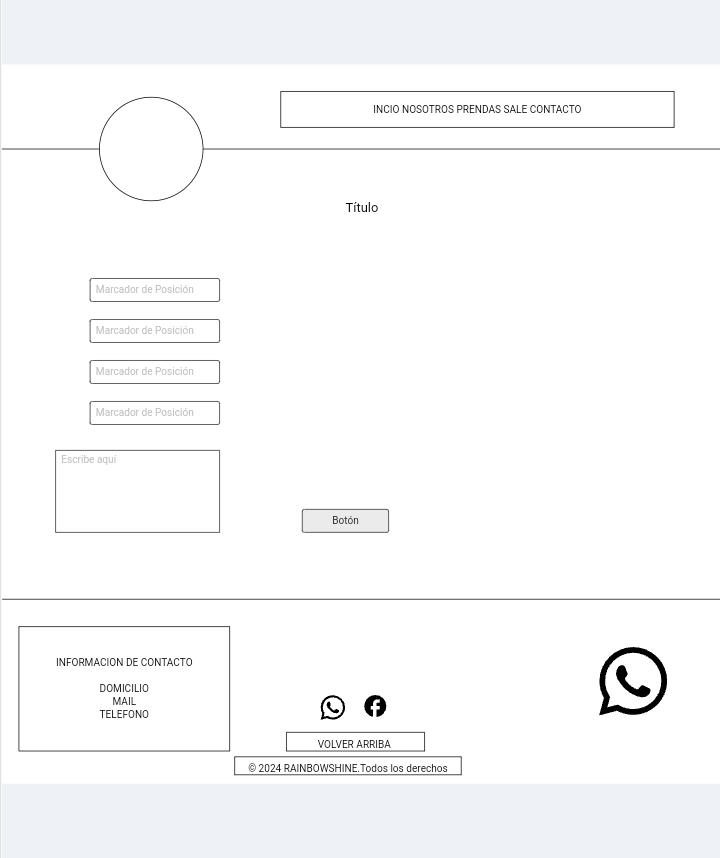 INCIO NOSOTROS PRENDAS SALE CONTACTO
Título
Marcador de Posición
Marcador de Posición
Marcador de Posición
Marcador de Posición
Escribe aquí
Botón
INFORMACION DE CONTACTO
DOMICILIO
MAIL
TELEFONO
VOLVER ARRIBA
© 2024 RAINBOWSHINE.Todos los derechos